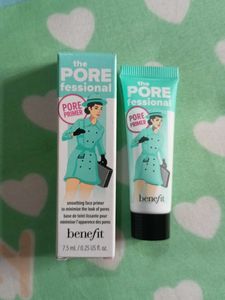 the
PORE
fessional
PORE
PRIMER
smoothing face primer
to minimize the look of pores
base de teint lissante pour
minimiser l'apparence des pores
benefit
7.5 mL / 0.25 US fl. oz.
the
PORE
fessional
PORE
PRIMER
benefit